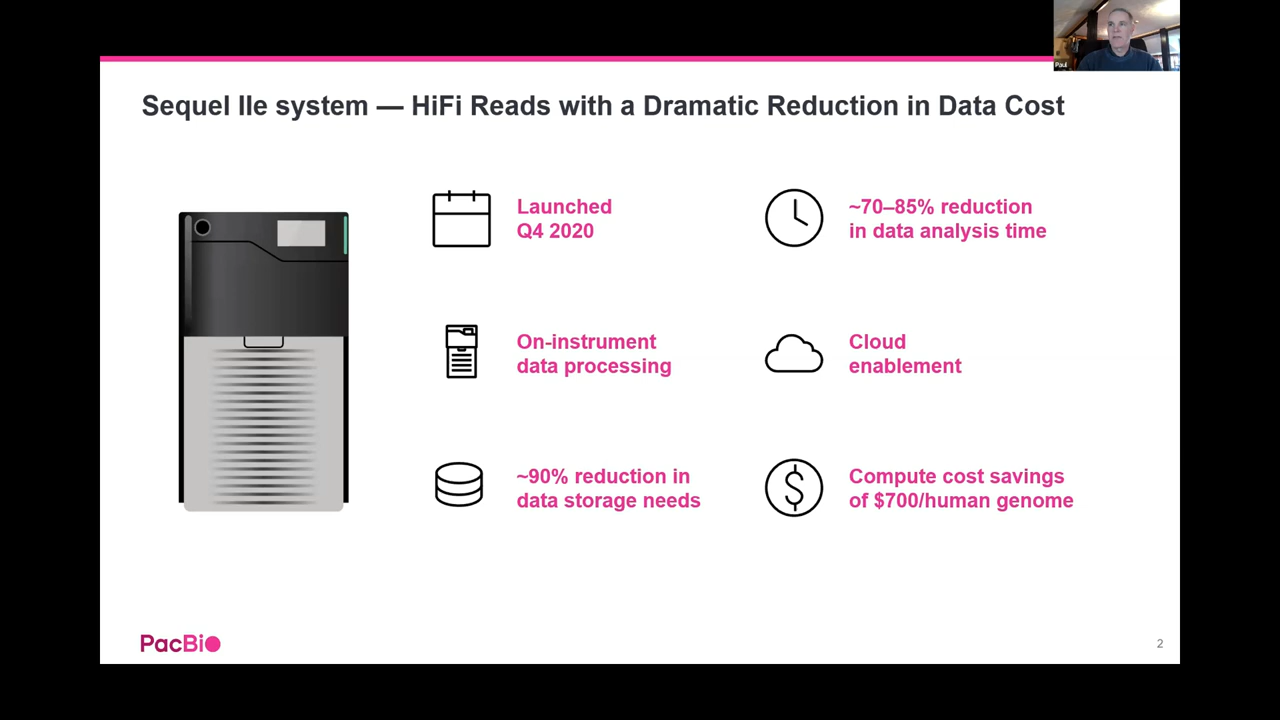 Paul
Sequel IIe system — HiFi Reads with a Dramatic Reduction in Data Cost
Launched
Q4 2020
~70–85% reduction
in data analysis time
On-instrument
data processing
Cloud
enablement
~90% reduction in
data storage needs
Compute cost savings
of $700/human genome
PacBio
2